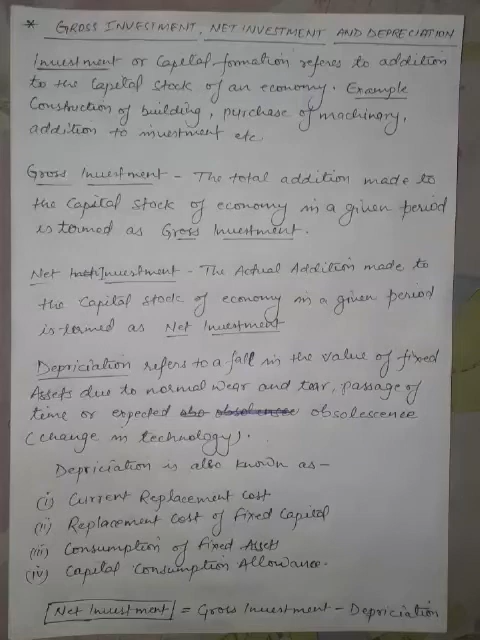 * GROSS INVESTMENT, NET INVESTMENT AND DEPRECIATION
Investment or Capital formation referes to addition
to the Capital Stock of an economy. Example
Construction of building, purchase of machinary,
addition to investment etc.
Gross Investment - The total addition made to
the Capital Stock of economy in a given period
is termed as Gross Investment.
Net Investment - The Actual Addition made to
the Capital stock of economy in a given period
is termed as Net Investment
Depriciation refers to a fall in the value of fixed
Assets due to normal wear and tear, passage of
time or expected obsolescence
(change in technology).
Depriciation is also known as -
(i) Current Replacement Cost
(ii) Replacement Cost of Fixed Capital
(iii) Consumption of Fixed Assets
(iv) Capital Consumption Allowance.
Net Investment = Gross Investment - Depriciation